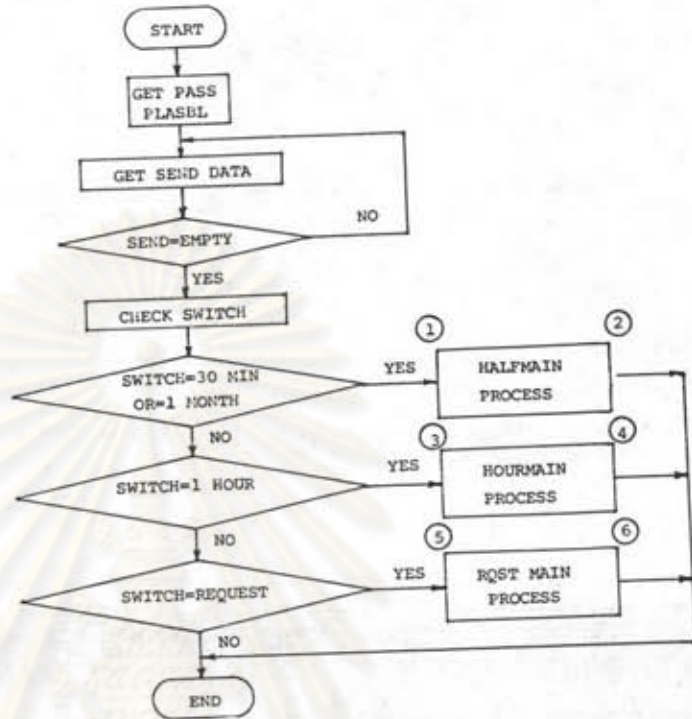 START
GET PASS
PLASBL
GET SEND DATA
NO
SEND=EMPTY
YES
CHECK SWITCH
1
2
SWITCH=30 MIN
OR=1 MONTH
YES
HALFMAIN
PROCESS
NO
3
4
SWITCH=1 HOUR
YES
HOURMAIN
PROCESS
NO
5
6
SWITCH=REQUEST
YES
RQST MAIN
PROCESS
NO
END